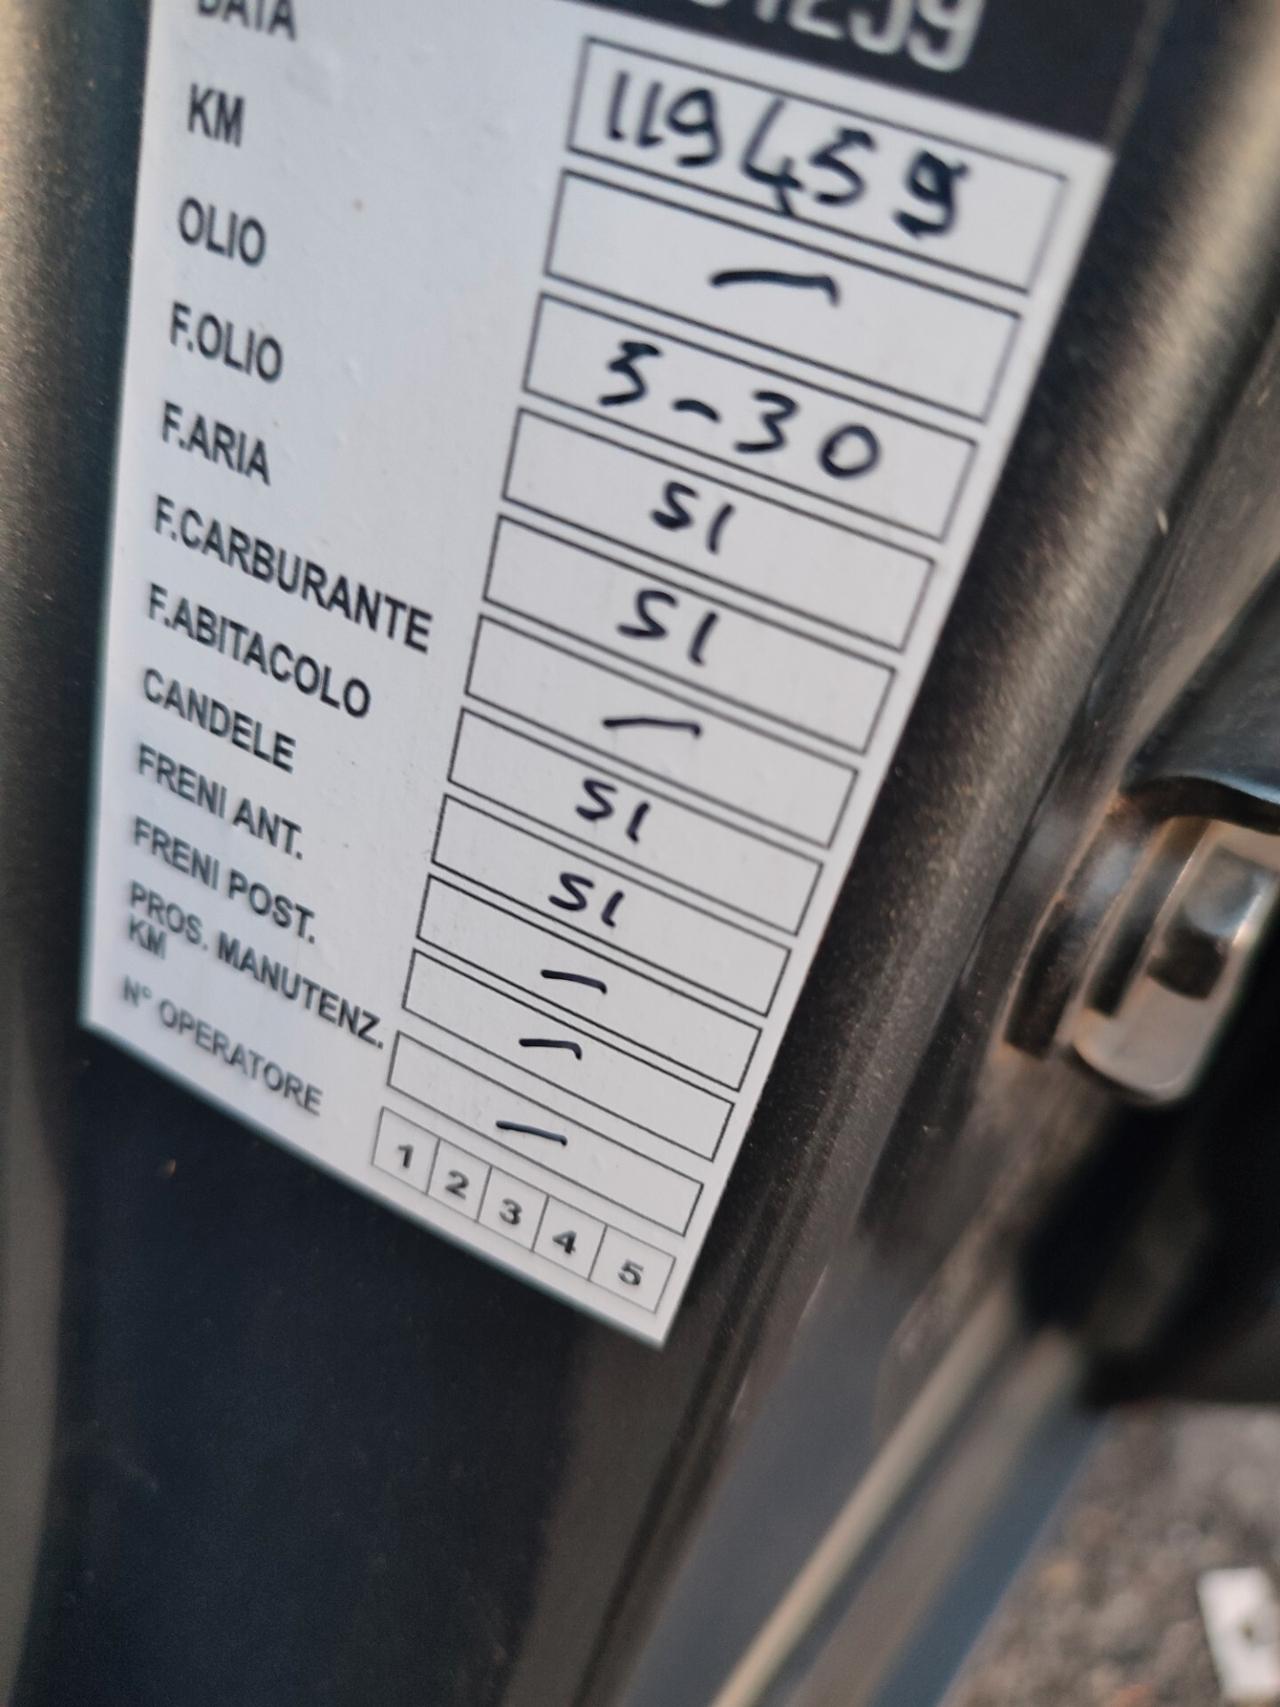 DATA 119459
KM —
OLIO 5-30
F.OLIO SI
F.ARIA SI
F.CARBURANTE —
F.ABITACOLO SI
CANDELE SI
FRENI ANT. —
FRENI POST. —
PROS. MANUTENZ. —
KM
N° OPERATORE 1 2 3 4 5